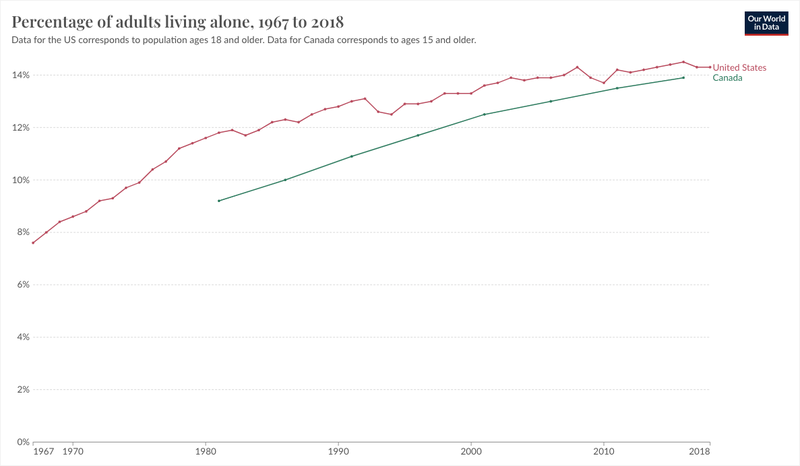 Percentage of adults living alone, 1967 to 2018
Our World
in Data
Data for the US corresponds to population ages 18 and older. Data for Canada corresponds to ages 15 and older.
14%
12%
10%
8%
6%
4%
2%
0%
United States
Canada
1967 1970 1980 1990 2000 2010 2018